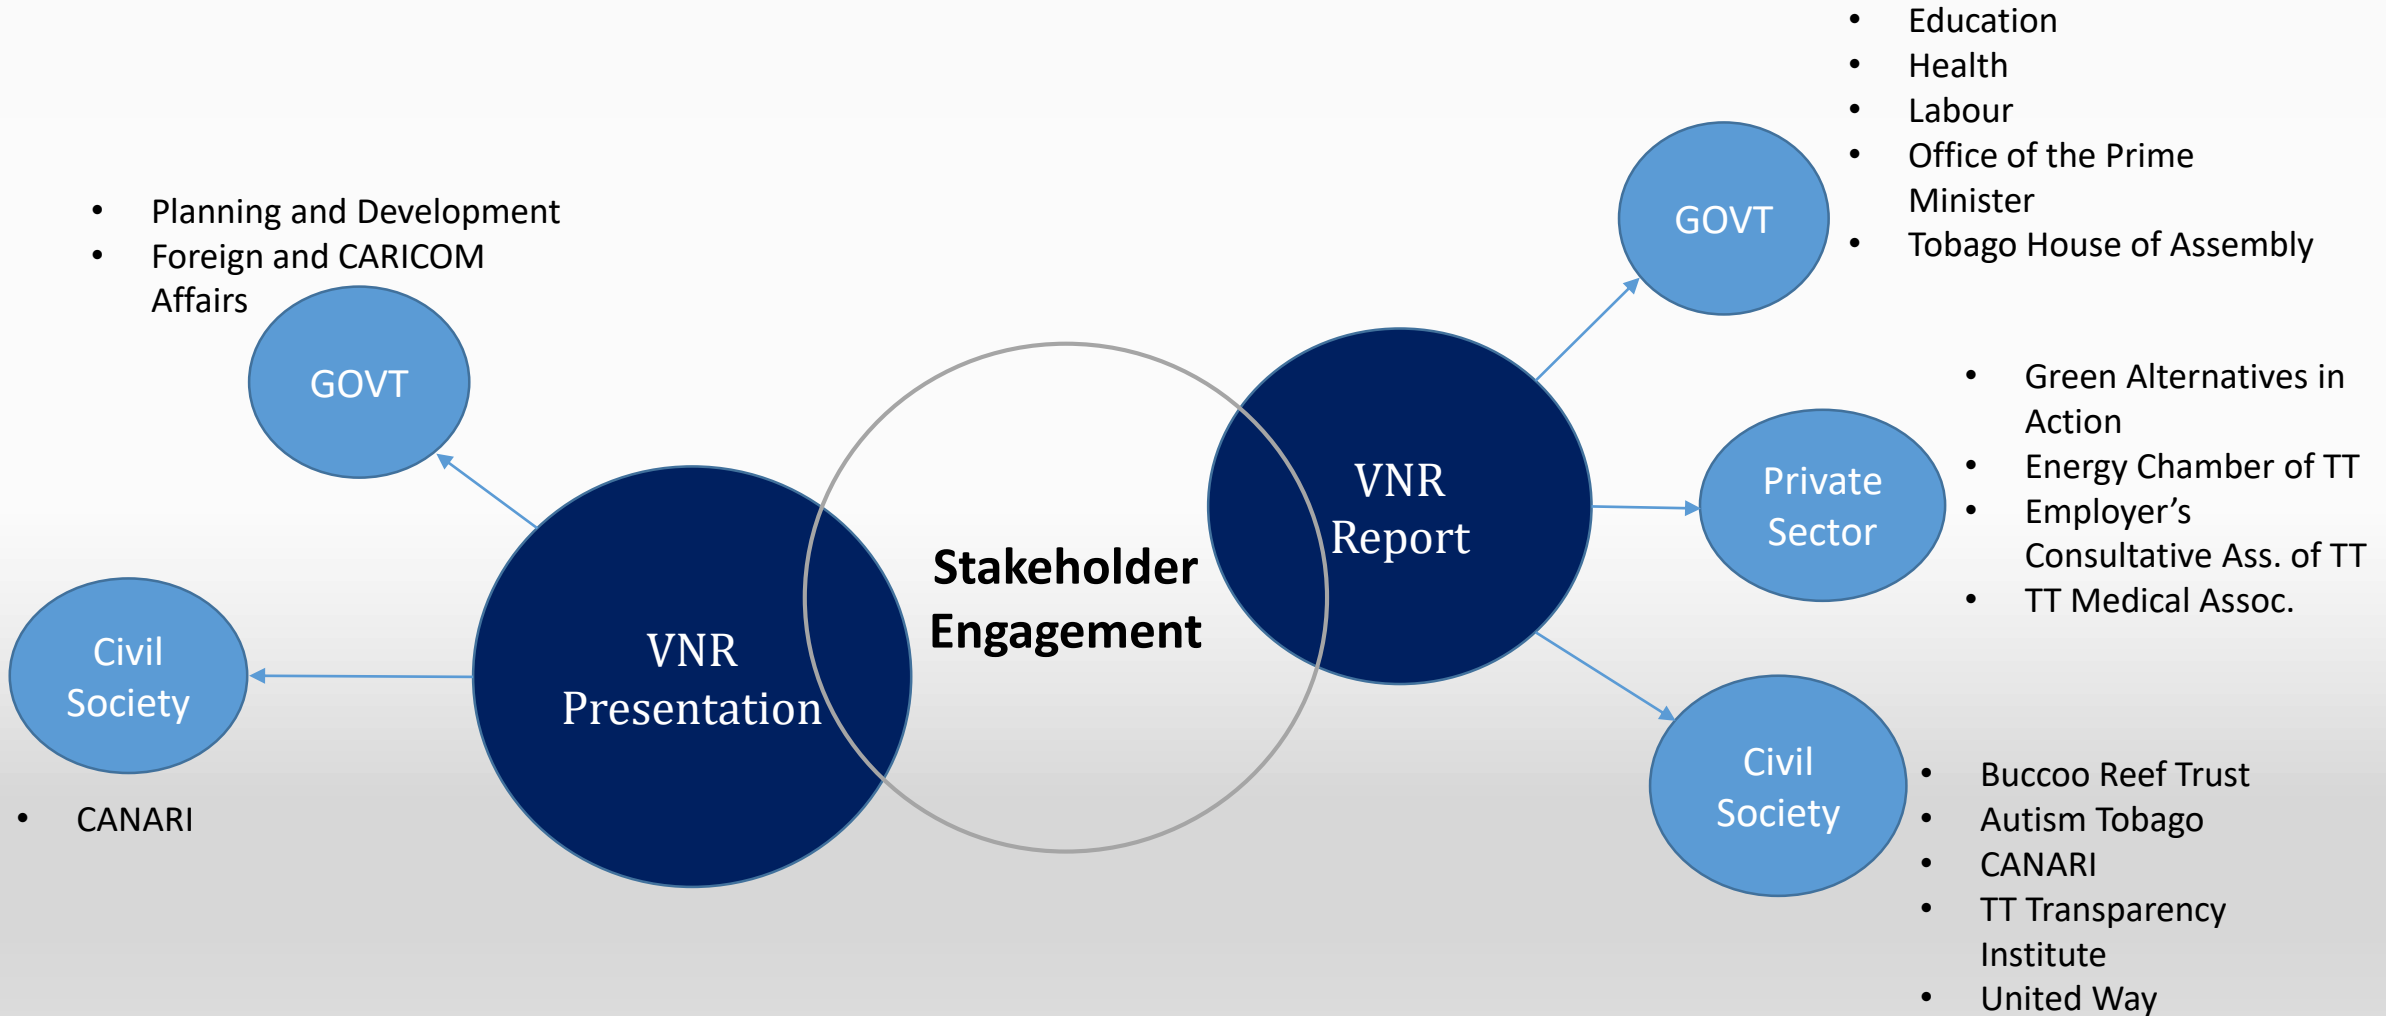 • Planning and Development
• Foreign and CARICOM
Affairs
GOVT
Civil
Society
• CANARI
VNR
Presentation
Stakeholder
Engagement
VNR
Report
GOVT
• Education
• Health
• Labour
• Office of the Prime
Minister
• Tobago House of Assembly
Private
Sector
• Green Alternatives in
Action
• Energy Chamber of TT
• Employer’s
Consultative Ass. of TT
• TT Medical Assoc.
Civil
Society
• Buccoo Reef Trust
• Autism Tobago
• CANARI
• TT Transparency
Institute
• United Way